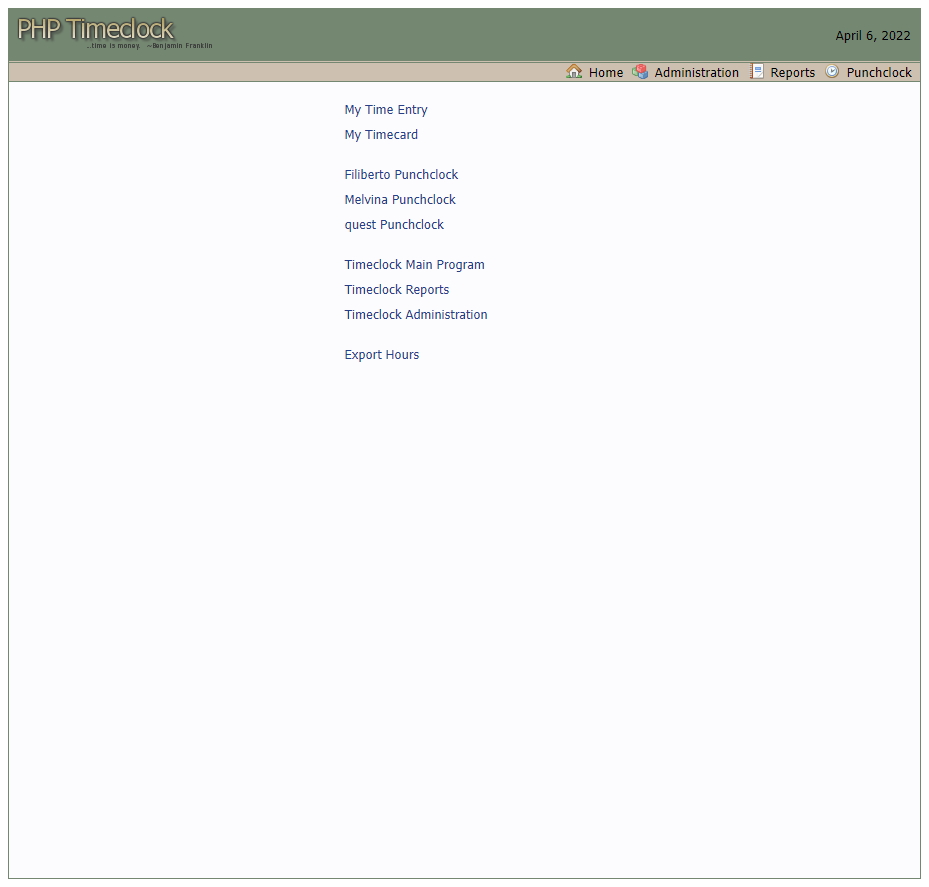 PHP Timeclock
...time is money. —Benjamin Franklin
April 6, 2022
Home Administration Reports Punchclock
My Time Entry
My Timecard
Filiberto Punchclock
Melvina Punchclock
quest Punchclock
Timeclock Main Program
Timeclock Reports
Timeclock Administration
Export Hours